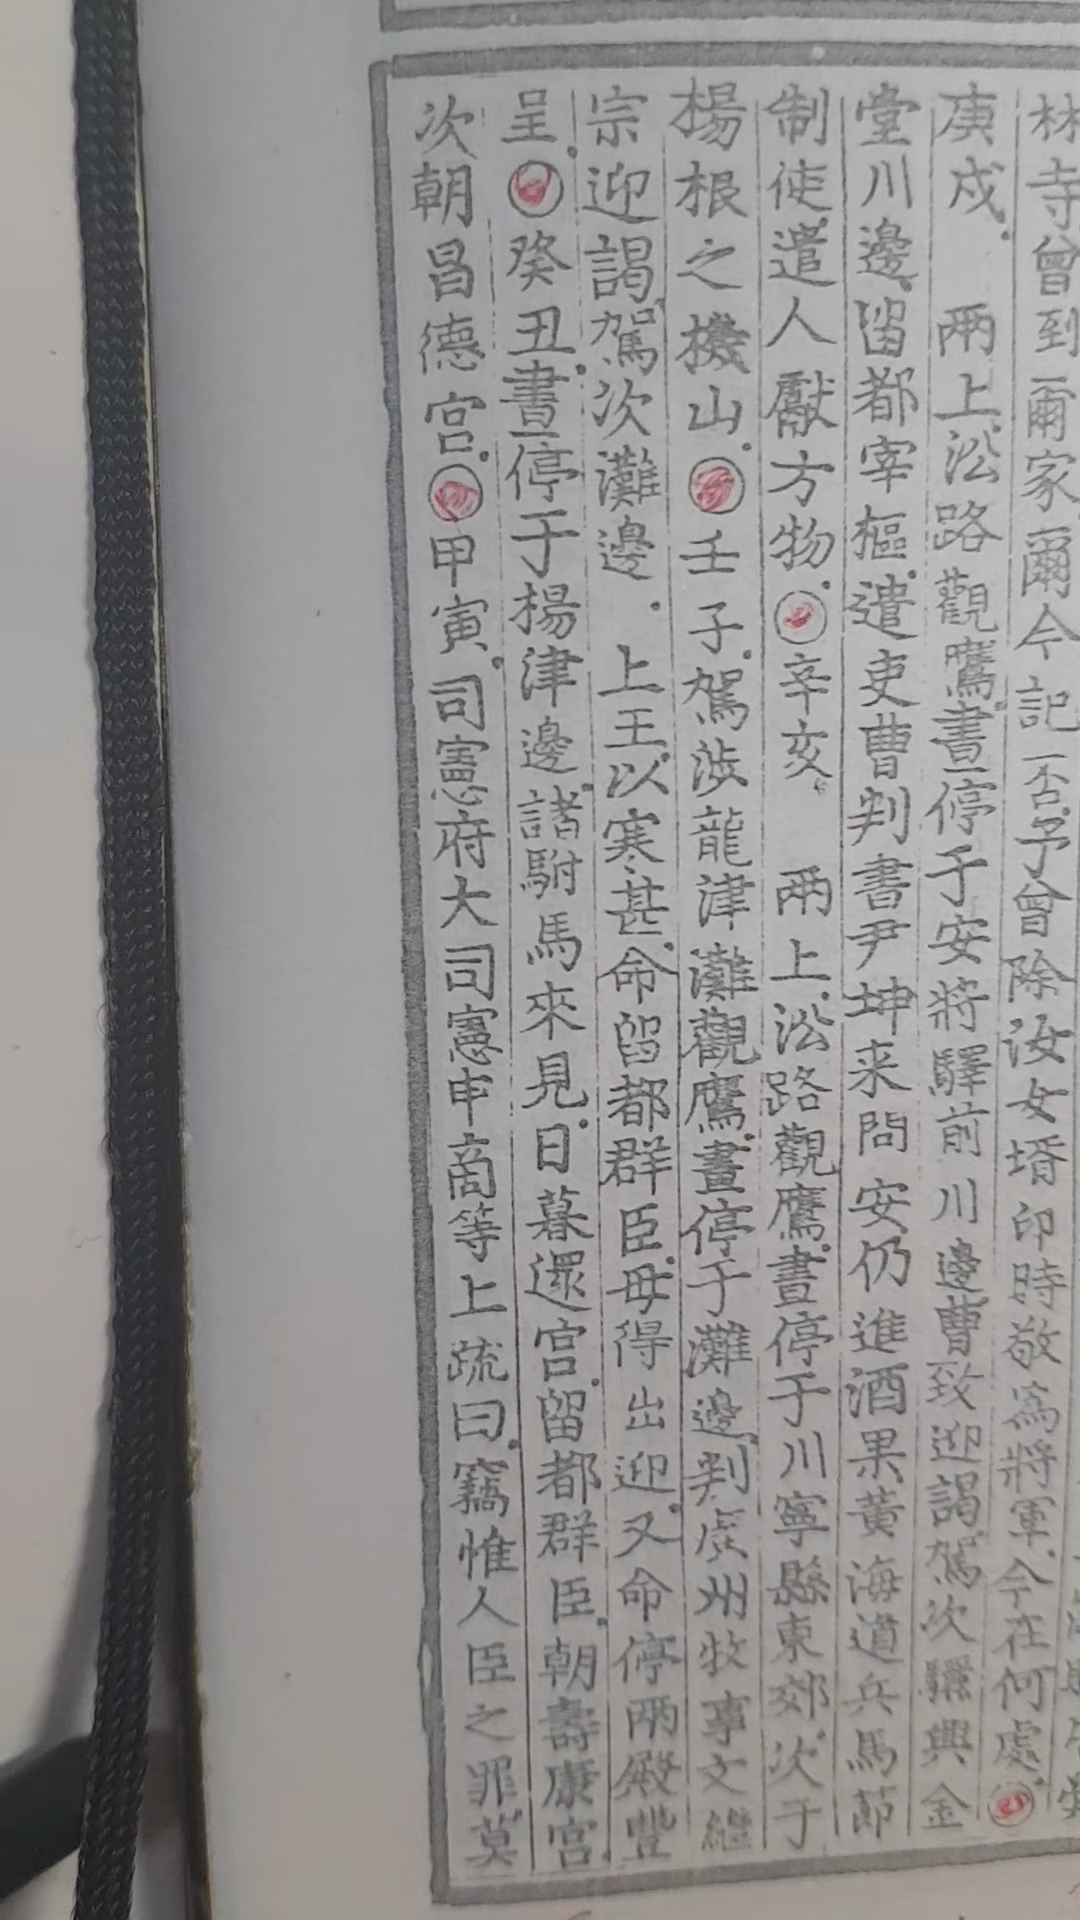 林寺曾到爾家爾今記否予曾除汝女壻印時敬爲將軍今在何處○
庚戌 兩上㳂路觀鷹晝停于安將驛前川邊曹致迎謁駕次驪興金
堂川邊留都宰樞遣吏曹判書尹坤来問安仍進酒果黃海道兵馬節
制使遣人獻方物○辛亥 兩上㳂路觀鷹晝停于川寧縣東郊次于
楊根之機山○壬子駕涉龍津灘觀鷹晝停于灘邊判廣州牧事文繼
宗迎謁駕次灘邊 上王以寒甚命留都群臣毋得出迎又命停兩殿豐
呈○癸丑晝停于楊津邊諸駙馬來見日暮還宮留都群臣朝壽康宮
次朝昌德宮○甲寅司憲府大司憲申商等上疏曰竊惟人臣之罪莫